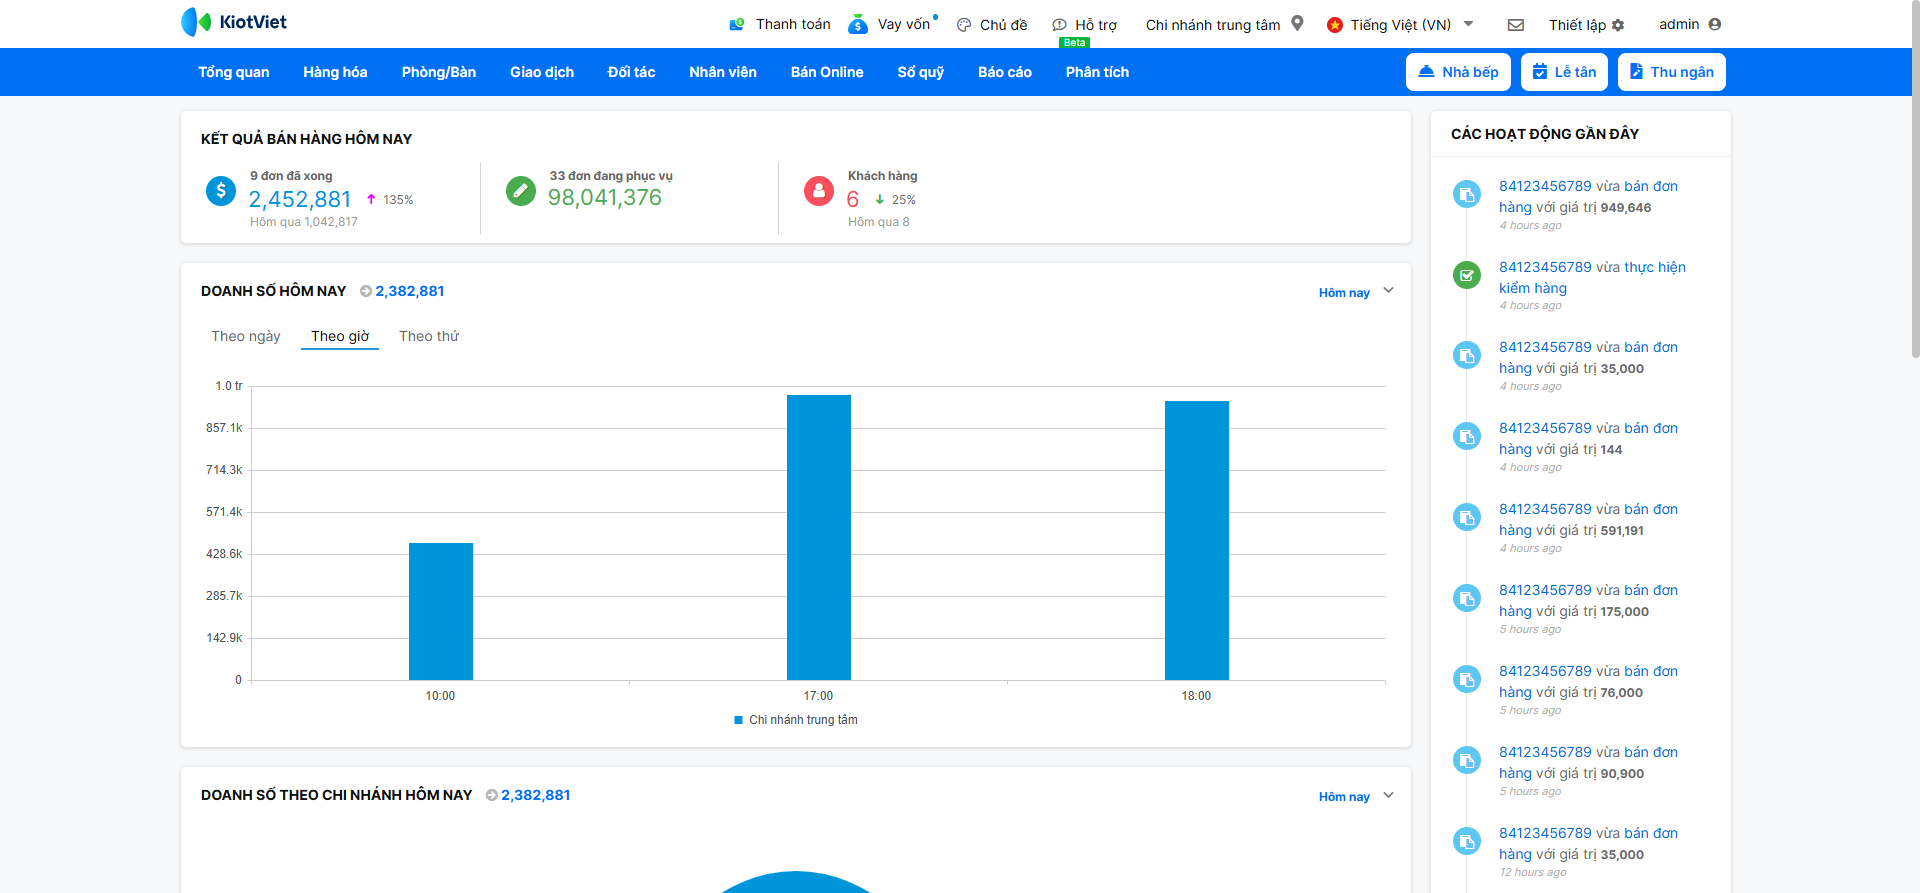 KiotViet
Thanh toán
Vay vốn
Chủ đề
Hỗ trợ
Beta
Chi nhánh trung tâm
Tiếng Việt (VN)
Thiết lập
admin
Tổng quan
Hàng hóa
Phòng/Bàn
Giao dịch
Đối tác
Nhân viên
Bán Online
Sổ quỹ
Báo cáo
Phân tích
Nhà bếp
Lễ tân
Thu ngân
KẾT QUẢ BÁN HÀNG HÔM NAY
9 đơn đã xong
2,452,881
135%
Hôm qua 1,042,817
33 đơn đang phục vụ
98,041,376
Khách hàng
6
25%
Hôm qua 8
DOANH SỐ HÔM NAY
2,382,881
Hôm nay
Theo ngày
Theo giờ
Theo thứ
1.0 tr
857.1k
714.3k
571.4k
428.6k
285.7k
142.9k
0
10:00
17:00
18:00
Chi nhánh trung tâm
DOANH SỐ THEO CHI NHÁNH HÔM NAY
2,382,881
Hôm nay
CÁC HOẠT ĐỘNG GẦN ĐÂY
84123456789 vừa bán đơn
hàng với giá trị 949,646
4 hours ago
84123456789 vừa thực hiện
kiểm hàng
4 hours ago
84123456789 vừa bán đơn
hàng với giá trị 35,000
4 hours ago
84123456789 vừa bán đơn
hàng với giá trị 144
4 hours ago
84123456789 vừa bán đơn
hàng với giá trị 591,191
4 hours ago
84123456789 vừa bán đơn
hàng với giá trị 175,000
5 hours ago
84123456789 vừa bán đơn
hàng với giá trị 76,000
5 hours ago
84123456789 vừa bán đơn
hàng với giá trị 90,900
5 hours ago
84123456789 vừa bán đơn
hàng với giá trị 35,000
12 hours ago